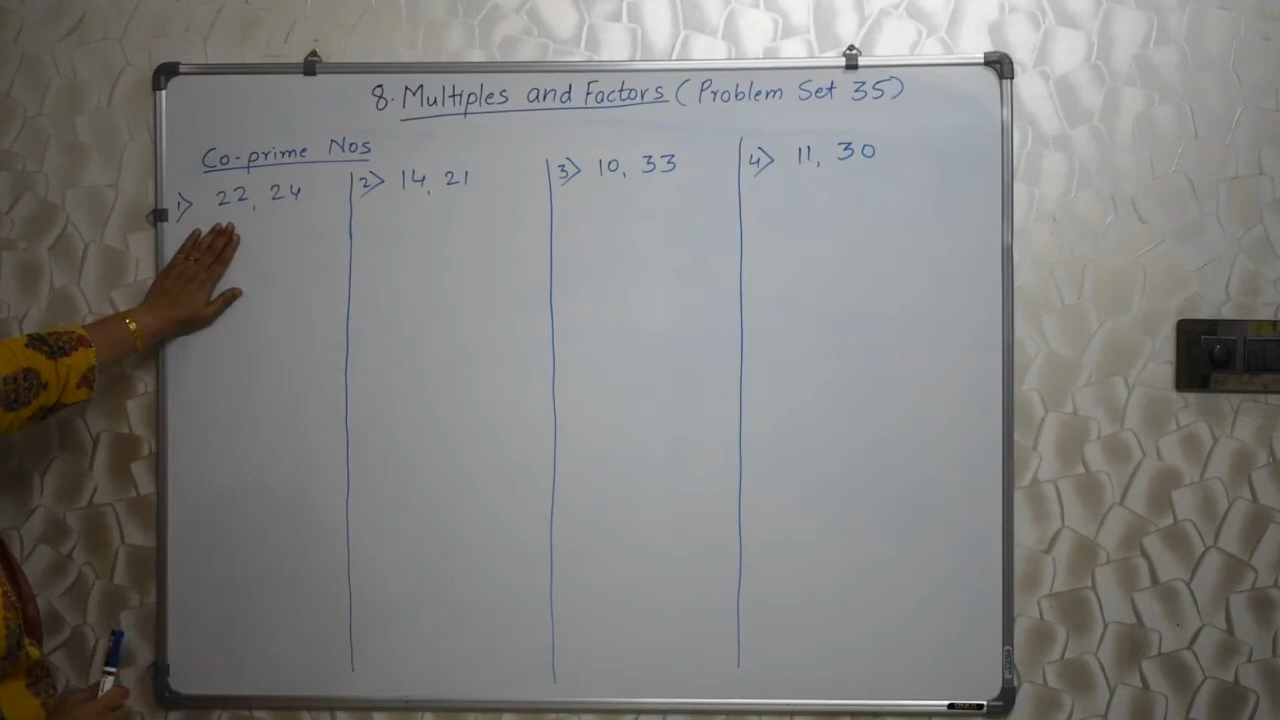 8. Multiples and Factors (Problem Set 35)
Co-prime Nos
1) 22, 24
2) 14, 21
3) 10, 33
4) 11, 30